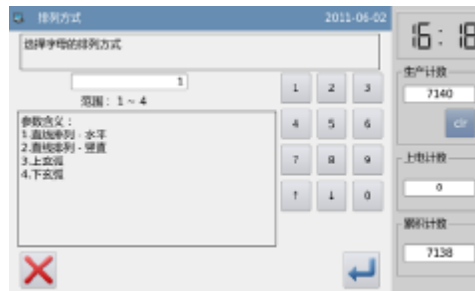 排列方式
2011-06-02
选择字母的排列方式
1
范围：1 ~ 4
参数含义：
1.直线排列 - 水平
2.直线排列 - 竖直
3.上玄弧
4.下玄弧
1 2 3
4 5 6
7 8 9
↑ ↓ 0
16:18
生产计数
7140
clr
上电计数
0
累积计数
7138